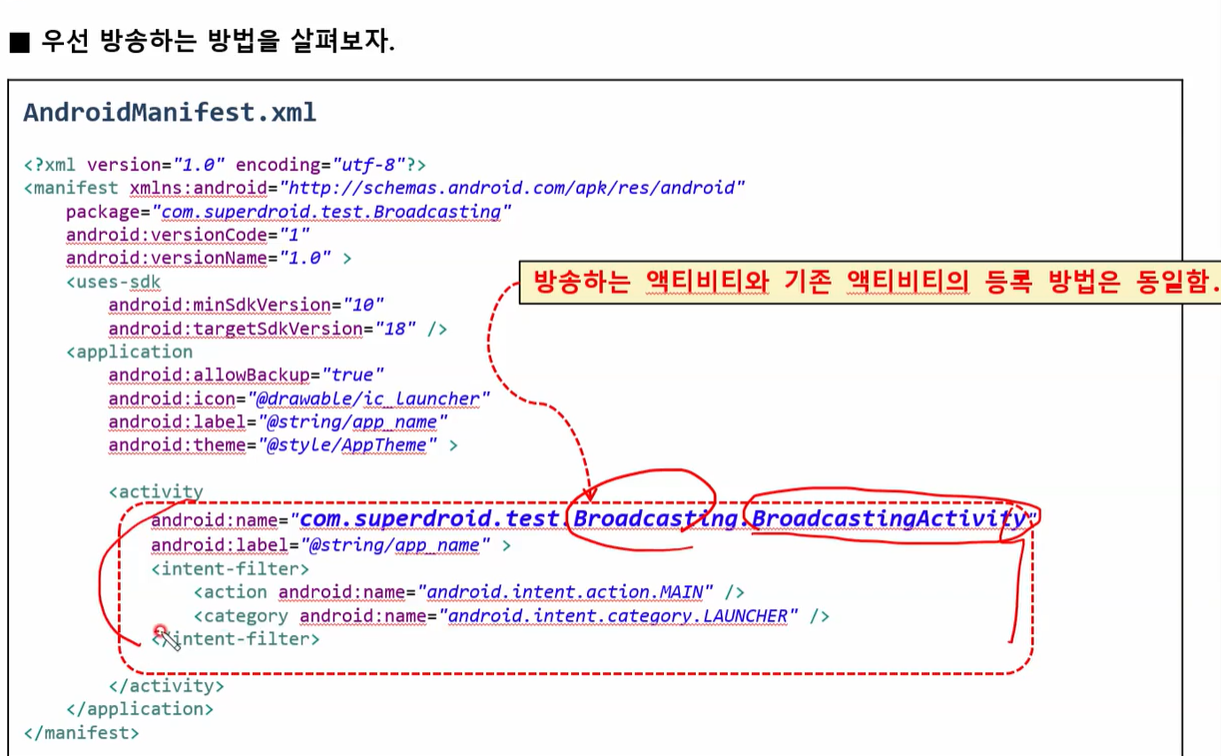 ■ 우선 방송하는 방법을 살펴보자.
AndroidManifest.xml
<?xml version="1.0" encoding="utf-8"?>
<manifest xmlns:android="http://schemas.android.com/apk/res/android"
package="com.superdroid.test.Broadcasting"
android:versionCode="1"
android:versionName="1.0" >
<uses-sdk
방송하는 액티비티와 기존 액티비티의 등록 방법은 동일함.
android:minSdkVersion="10"
android:targetSdkVersion="18" />
<application
android:allowBackup="true"
android:icon="@drawable/ic_launcher"
android:label="@string/app_name"
android:theme="@style/AppTheme" >
<activity
android:name="com.superdroid.test.Broadcasting.BroadcastingActivity"
android:label="@string/app_name" >
<intent-filter>
<action android:name="android.intent.action.MAIN" />
<category android:name="android.intent.category.LAUNCHER" />
</intent-filter>
</activity>
</application>
</manifest>